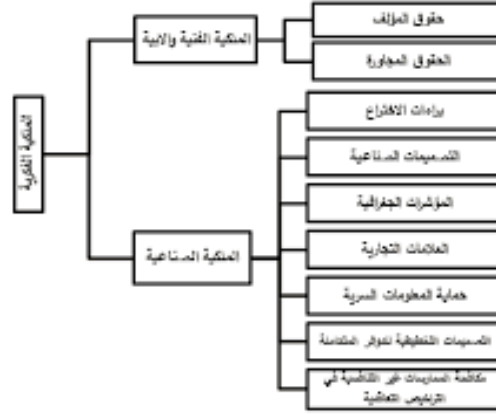 الملكية الفكرية
الملكية الفنية والادبية
حقوق المؤلف
الحقوق المجاورة
الملكية الصناعية
براءات الاختراع
التصميمات الصناعية
المؤشرات الجغرافية
العلامات التجارية
حماية المعلومات السرية
التصميمات التخطيطية للدوائر المتكاملة
مكافحة الممارسات غير التنافسية في
التراخيص التعاقدية